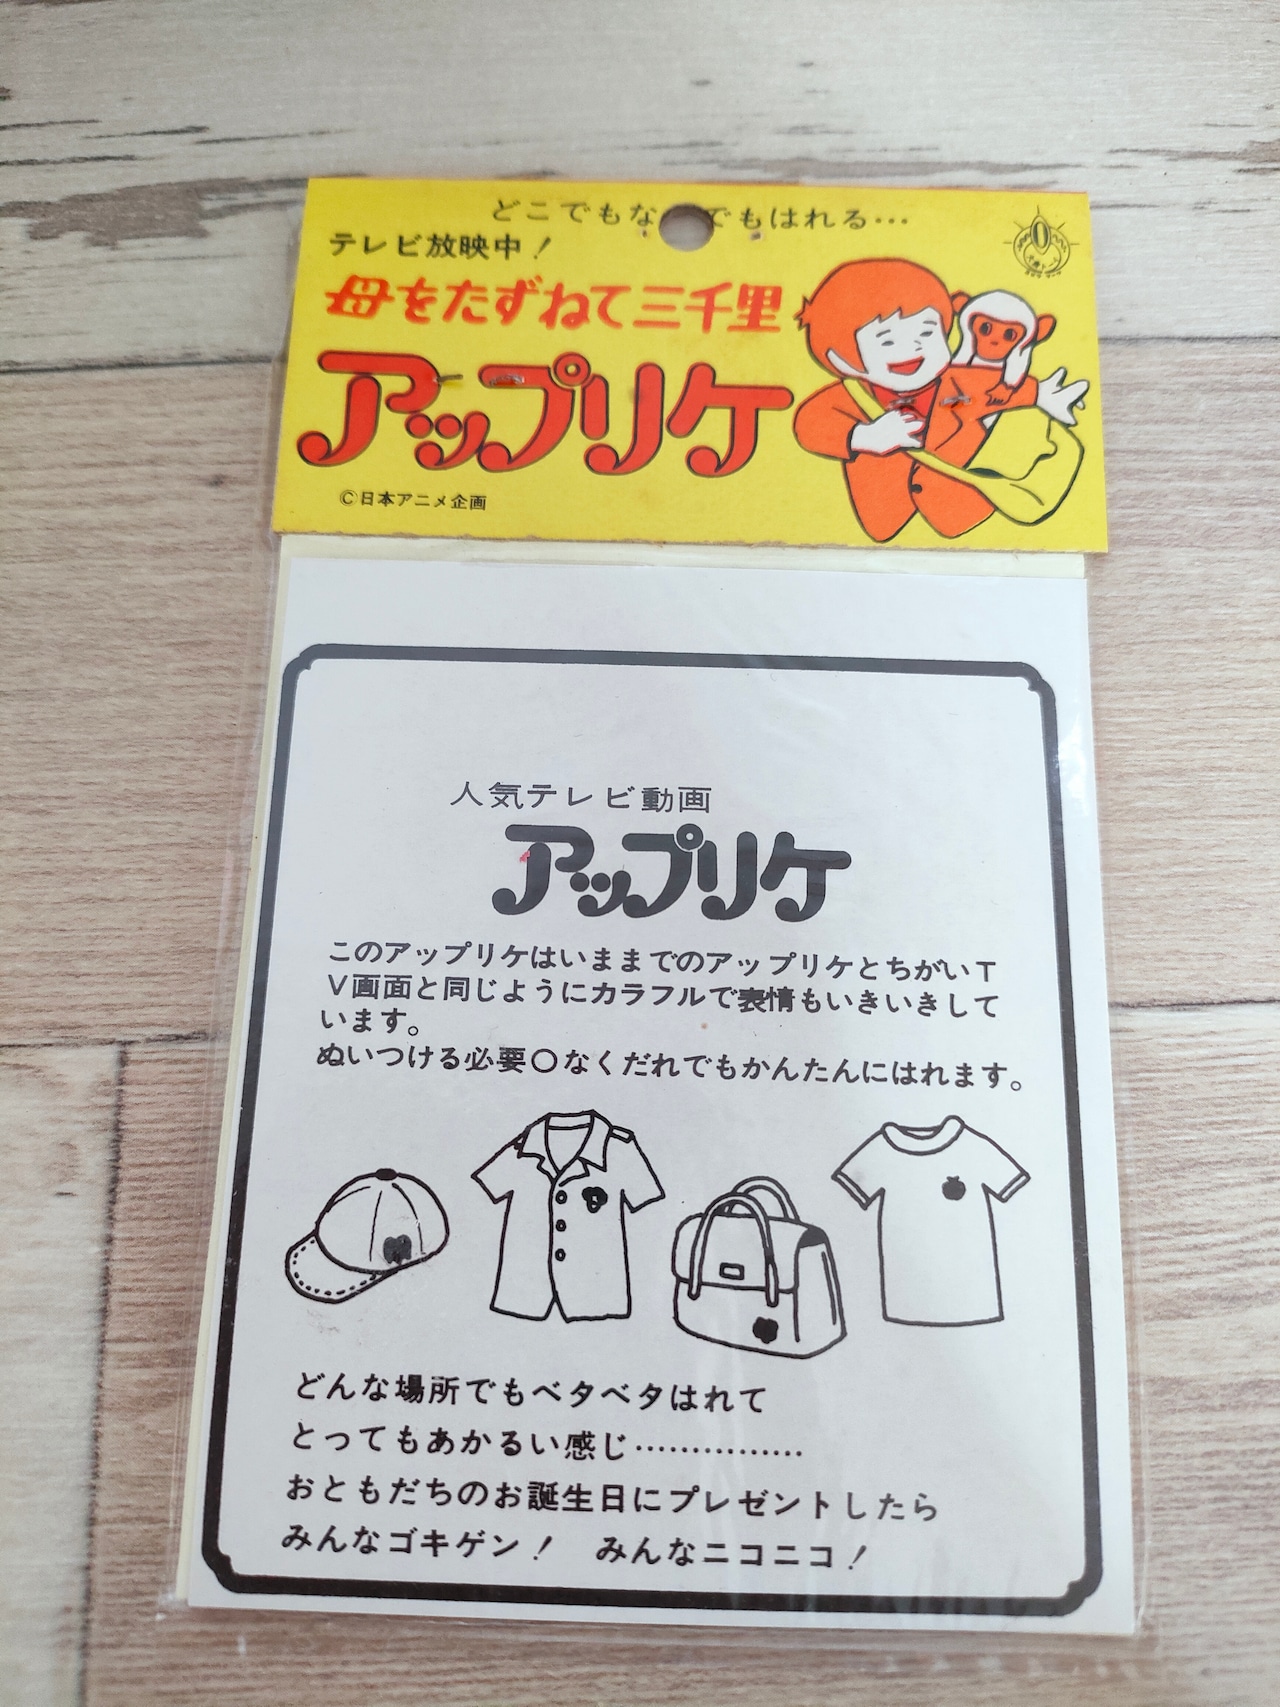 どこでもな でもはれる…
テレビ放映中！
母をたずねて三千里
アップリケ
©日本アニメ企画
人気テレビ動画
アップリケ
このアップリケはいままでのアップリケとちがいT
V画面と同じようにカラフルで表情もいきいきして
います。
ぬいつける必要〇なくだれでもかんたんにはれます。
どんな場所でもベタベタはれて
とってもあかるい感じ……………
おともだちのお誕生日にプレゼントしたら
みんなゴキゲン！ みんなニコニコ！